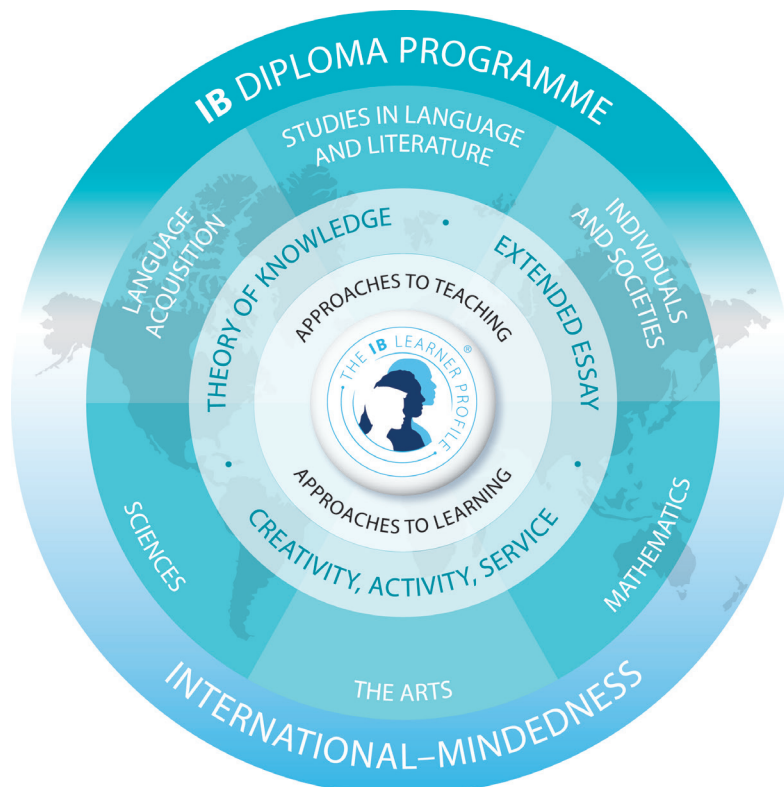 IB DIPLOMA PROGRAMME
STUDIES IN LANGUAGE
AND LITERATURE
LANGUAGE
ACQUISITION
INDIVIDUALS
AND SOCIETIES
THEORY OF KNOWLEDGE
•
EXTENDED ESSAY
•
APPROACHES TO TEACHING
THE IB LEARNER PROFILE®
APPROACHES TO LEARNING
•
CREATIVITY, ACTIVITY, SERVICE
SCIENCES
MATHEMATICS
THE ARTS
INTERNATIONAL–MINDEDNESS